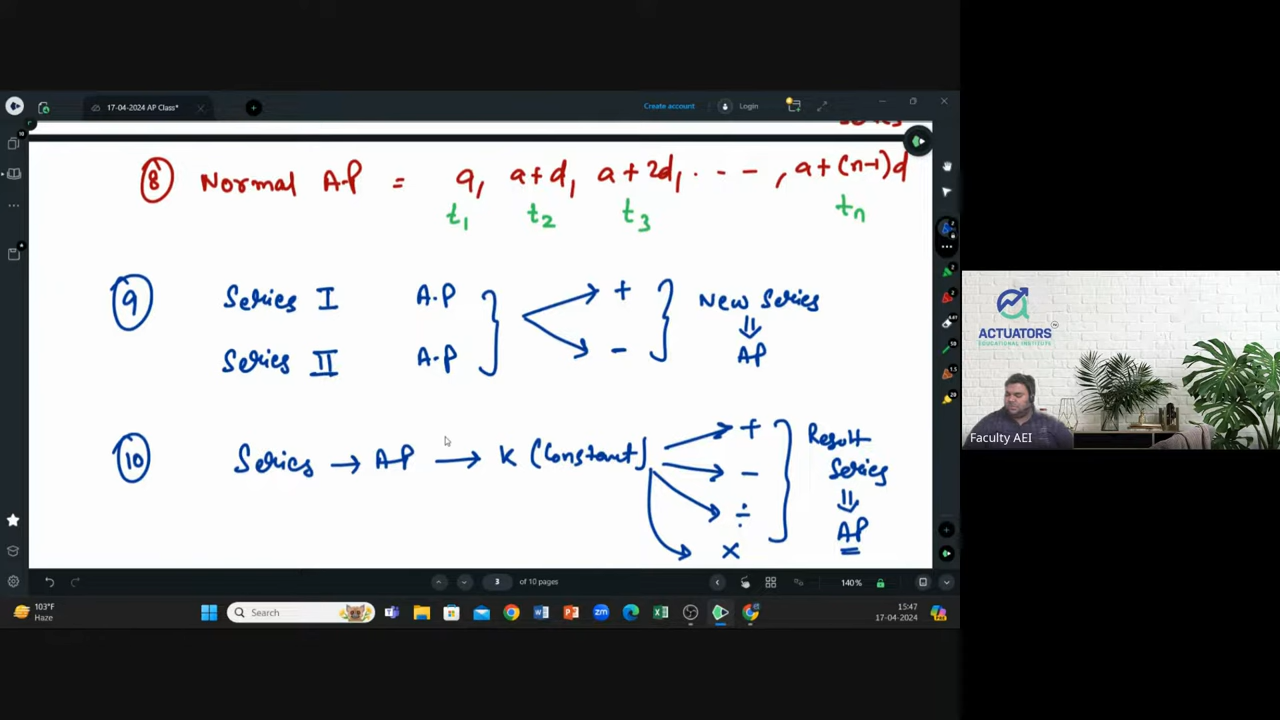 17-04-2024 AP Class*
Create account
Login
⑧ Normal A.P = a, a+d, a+2d, . - - -, a+(n-1)d
t1 t2 t3 tn
⑨ Series I A.P + New Series
Series II A.P - AP
⑩ Series → AP → K (Constant) + Result
- Series
÷ AP
×
ACTUATORS
EDUCATIONAL INSTITUTE
Faculty AEI
3 of 10 pages
140%
103°F
Haze
Search
15:47
17-04-2024